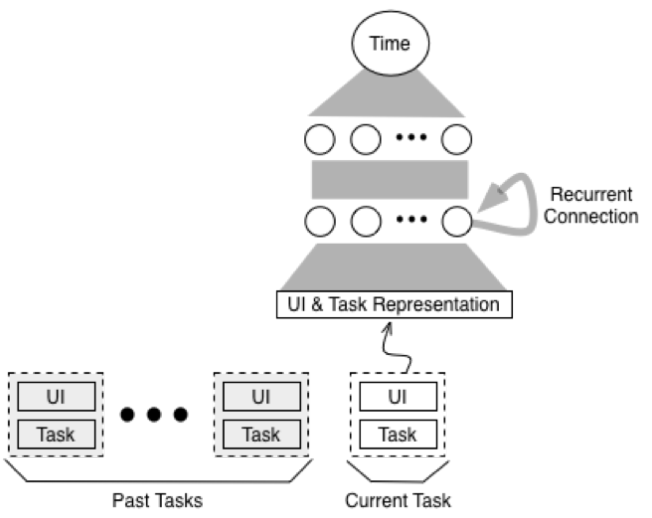 Time
Recurrent
Connection
UI & Task Representation
UI
UI
UI
Task
Task
Task
Past Tasks
Current Task